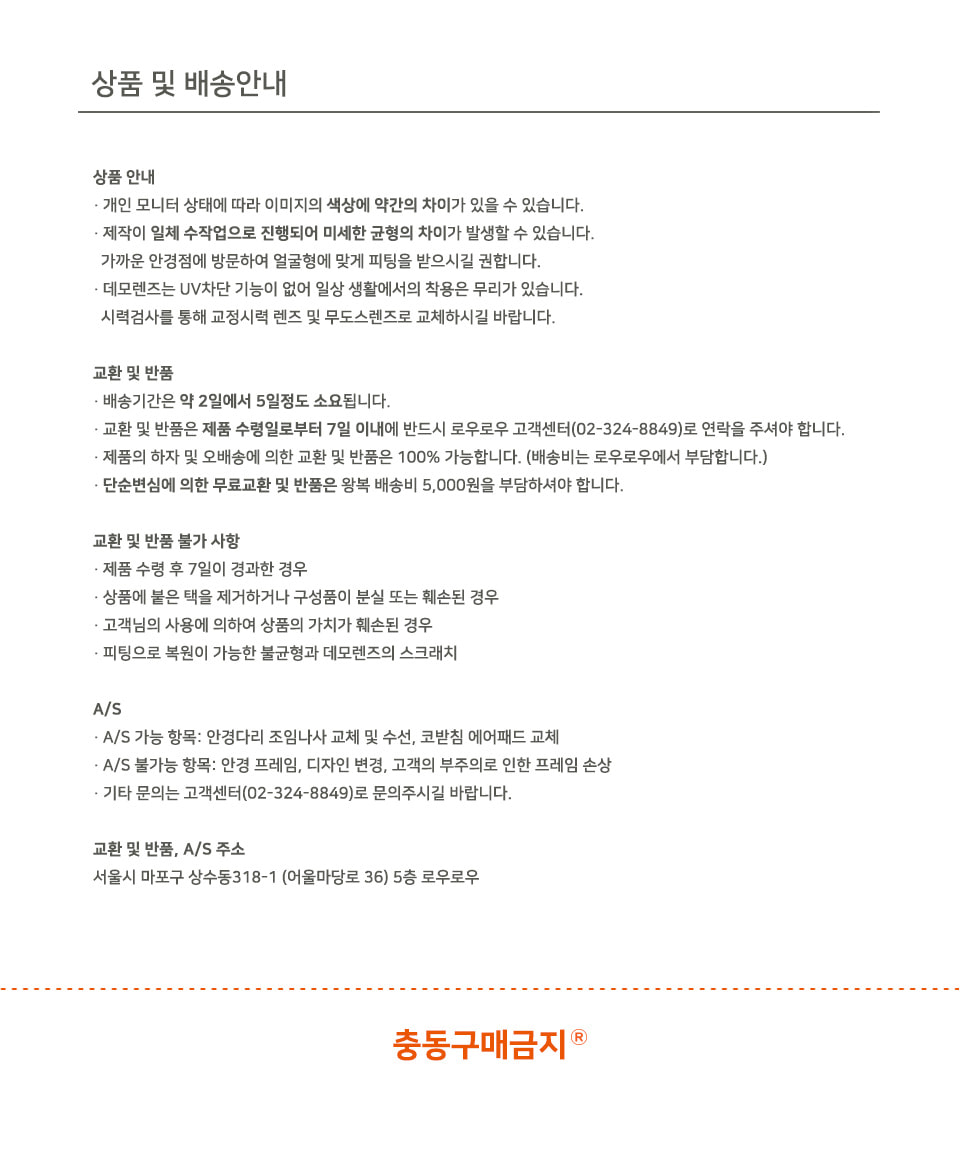 상품 및 배송안내
상품 안내
· 개인 모니터 상태에 따라 이미지의 색상에 약간의 차이가 있을 수 있습니다.
· 제작이 일체 수작업으로 진행되어 미세한 균형의 차이가 발생할 수 있습니다.
가까운 안경점에 방문하여 얼굴형에 맞게 피팅을 받으시길 권합니다.
· 데모렌즈는 UV차단 기능이 없어 일상 생활에서의 착용은 무리가 있습니다.
시력검사를 통해 교정시력 렌즈 및 무도스렌즈로 교체하시길 바랍니다.
교환 및 반품
· 배송기간은 약 2일에서 5일정도 소요됩니다.
· 교환 및 반품은 제품 수령일로부터 7일 이내에 반드시 로우로우 고객센터(02-324-8849)로 연락을 주셔야 합니다.
· 제품의 하자 및 오배송에 의한 교환 및 반품은 100% 가능합니다. (배송비는 로우로우에서 부담합니다.)
· 단순변심에 의한 무료교환 및 반품은 왕복 배송비 5,000원을 부담하셔야 합니다.
교환 및 반품 불가 사항
· 제품 수령 후 7일이 경과한 경우
· 상품에 붙은 택을 제거하거나 구성품이 분실 또는 훼손된 경우
· 고객님의 사용에 의하여 상품의 가치가 훼손된 경우
· 피팅으로 복원이 가능한 불균형과 데모렌즈의 스크래치
A/S
· A/S 가능 항목: 안경다리 조임나사 교체 및 수선, 코받침 에어패드 교체
· A/S 불가능 항목: 안경 프레임, 디자인 변경, 고객의 부주의로 인한 프레임 손상
· 기타 문의는 고객센터(02-324-8849)로 문의주시길 바랍니다.
교환 및 반품, A/S 주소
서울시 마포구 상수동318-1 (어울마당로 36) 5층 로우로우
충동구매금지®